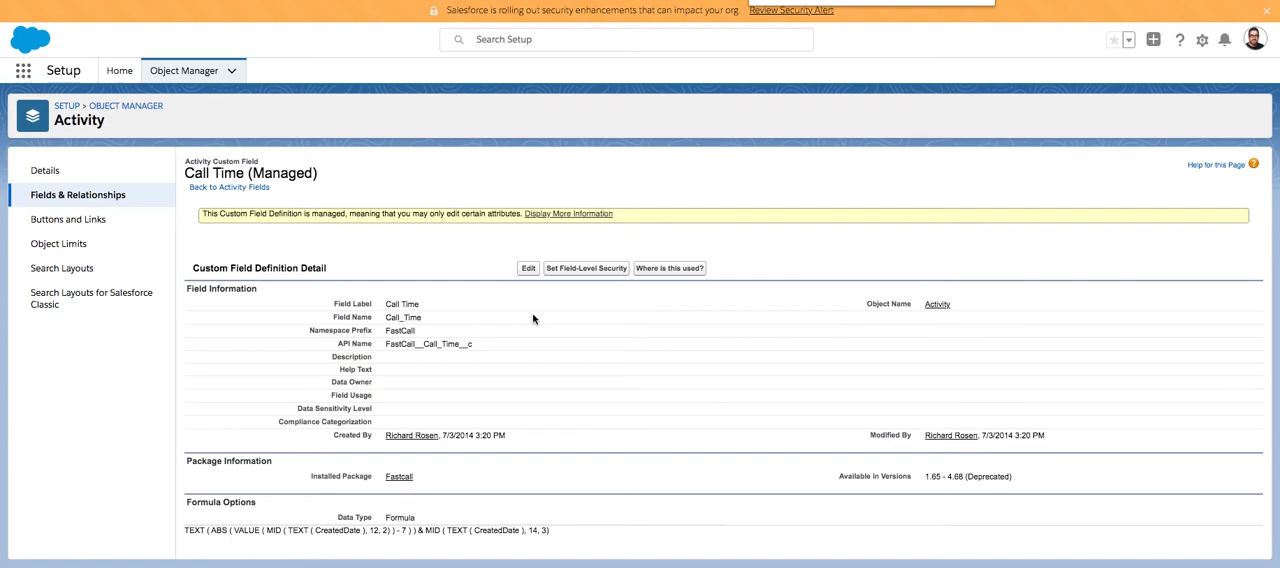 Salesforce is rolling out security enhancements that can impact your org. Review Security Alert
Search Setup
Setup Home Object Manager
SETUP > OBJECT MANAGER
Activity
Details
Fields & Relationships
Buttons and Links
Object Limits
Search Layouts
Search Layouts for Salesforce
Classic
Activity Custom Field
Call Time (Managed)
Back to Activity Fields
Help for this Page ?
This Custom Field Definition is managed, meaning that you may only edit certain attributes. Display More Information
Custom Field Definition Detail Edit Set Field-Level Security Where is this used?
Field Information
Field Label Call Time Object Name Activity
Field Name Call_Time
Namespace Prefix FastCall
API Name FastCall__Call_Time__c
Description
Help Text
Data Owner
Field Usage
Data Sensitivity Level
Compliance Categorization
Created By Richard Rosen, 7/3/2014 3:20 PM Modified By Richard Rosen, 7/3/2014 3:20 PM
Package Information
Installed Package Fastcall Available in Versions 1.65 - 4.68 (Deprecated)
Formula Options
Data Type Formula
TEXT ( ABS ( VALUE ( MID ( TEXT ( CreatedDate ), 12, 2) ) - 7 ) ) & MID ( TEXT ( CreatedDate ), 14, 3)